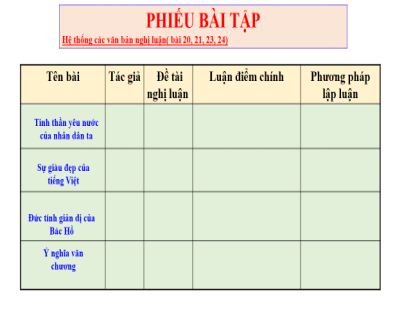 PHIẾU BÀI TẬP
Hệ thống các văn bản nghị luận( bài 20, 21, 23, 24)
Tên bài Tác giả Đề tài nghị luận Luận điểm chính Phương pháp lập luận
Tinh thần yêu nước
của nhân dân ta
Sự giàu đẹp của
tiếng Việt
Đức tính giản dị của
Bác Hồ
Ý nghĩa văn
chương